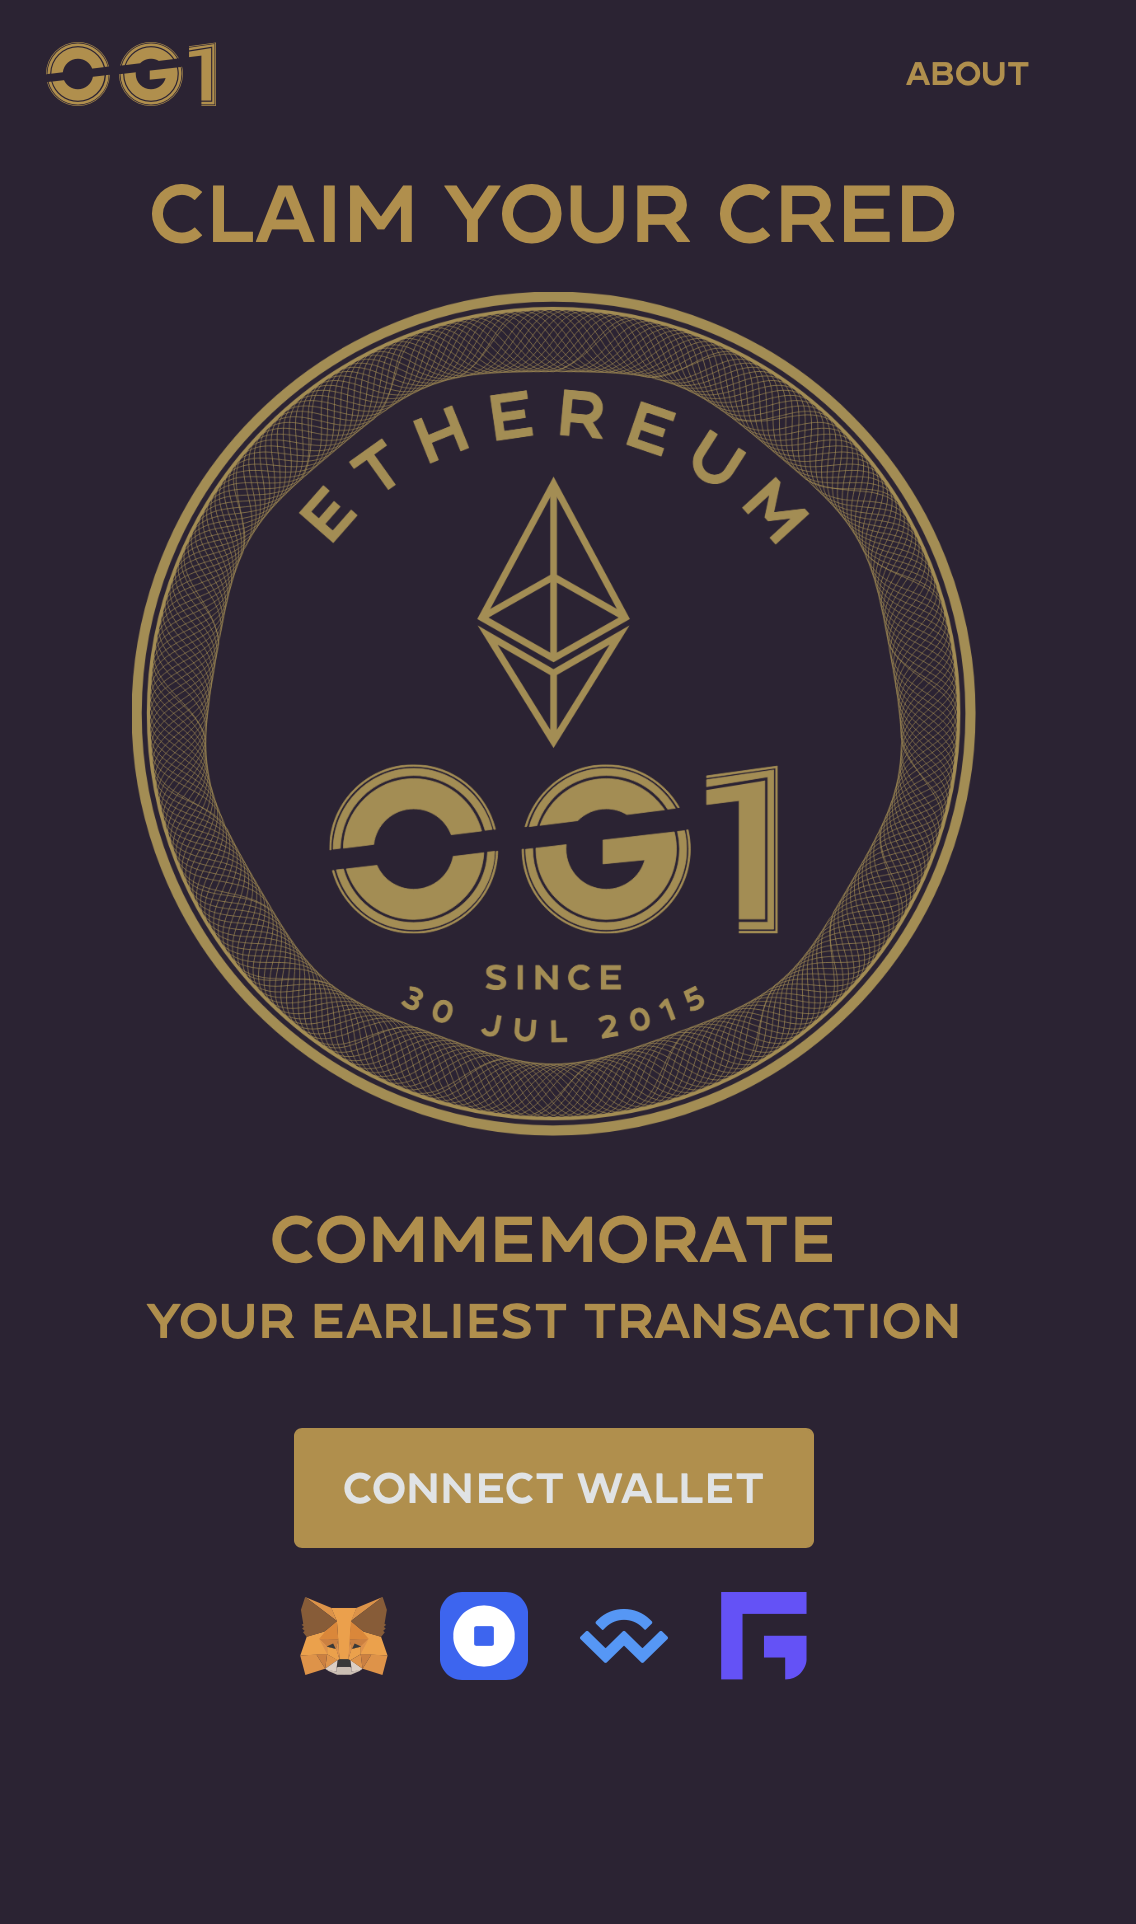 OG1
ABOUT
CLAIM YOUR CRED
ETHEREUM
OG1
SINCE
30 JUL 2015
COMMEMORATE
YOUR EARLIEST TRANSACTION
CONNECT WALLET